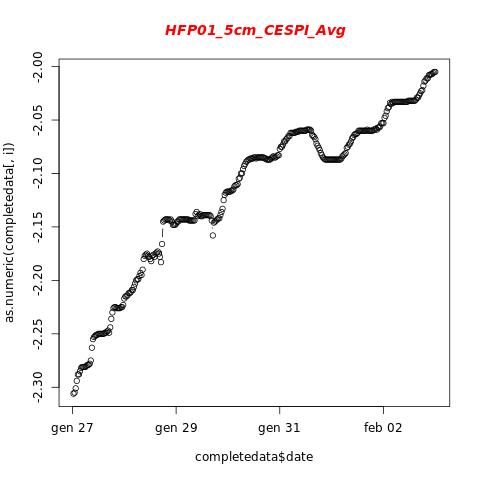 HFP01_5cm_CESPI_Avg
as.numeric(completedata[, i])
-2.00
-2.05
-2.10
-2.15
-2.20
-2.25
-2.30
gen 27
gen 29
gen 31
feb 02
completedata$date